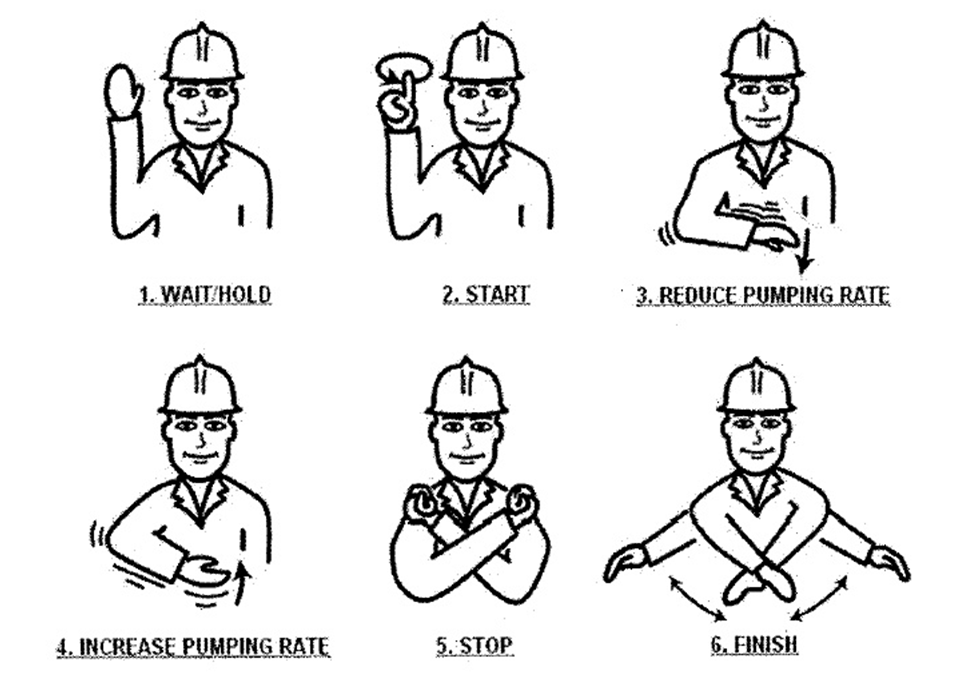 1. WAIT/HOLD
2. START
3. REDUCE PUMPING RATE
4. INCREASE PUMPING RATE
5. STOP
6. FINISH